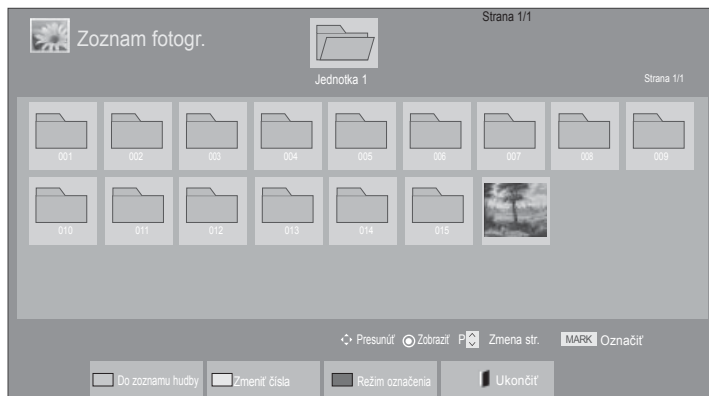 Strana 1/1
Zoznam fotogr.
Jednotka 1
Strana 1/1
001 002 003 004 005 006 007 008 009
010 011 012 013 014 015
Presunúť Zobraziť P Zmena str. MARK Označiť
Do zoznamu hudby Zmeniť čísla Režim označenia Ukončiť